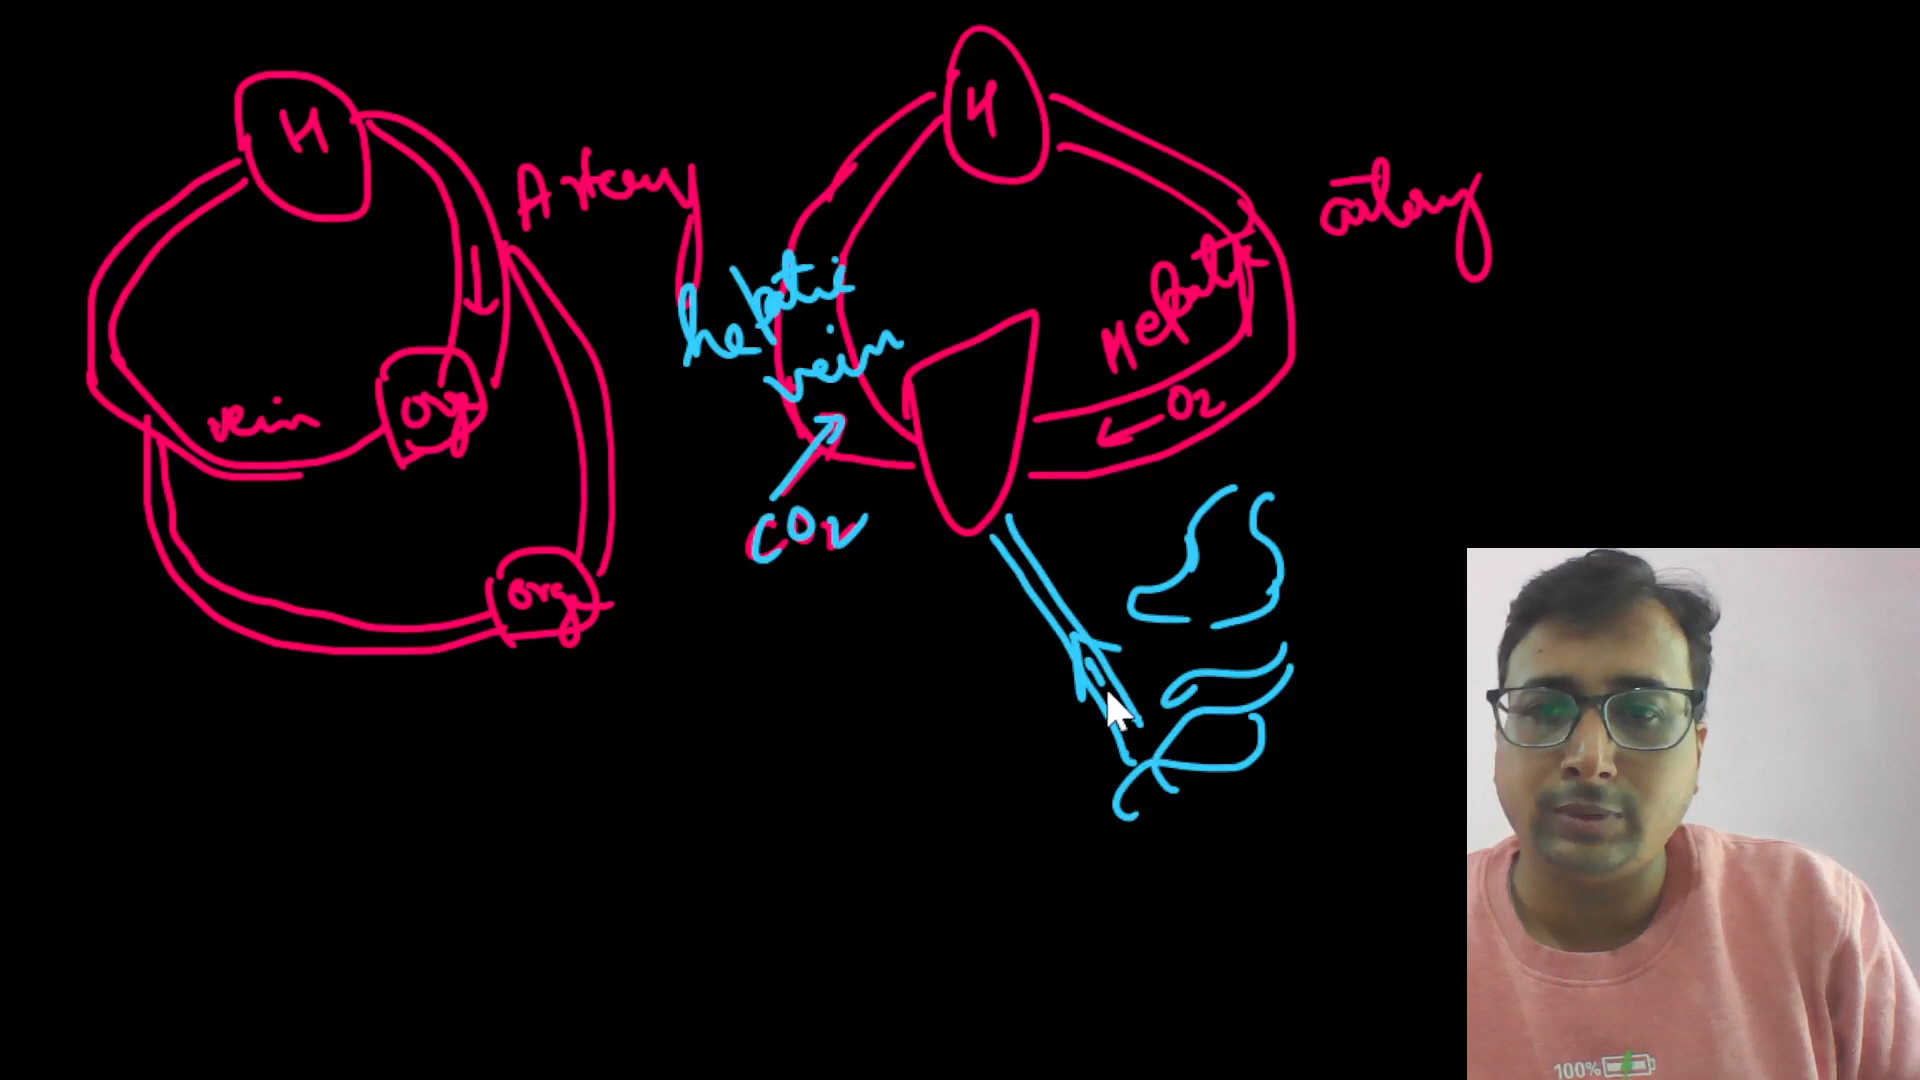 H
Artery
vein
org
org
H
artery
Hepatic
hepatic
vein
O2
CO2
100%